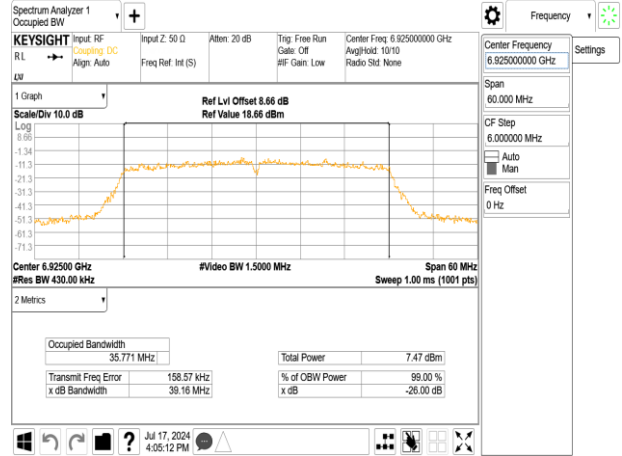 Spectrum Analyzer 1
Occupied BW
Frequency
KEYSIGHT
Input: RF
Coupling: DC
Align: Auto
Input Z: 50 Ω
Freq Ref: Int (S)
Atten: 20 dB
Trig: Free Run
Gate: Off
#IF Gain: Low
Center Freq: 6.925000000 GHz
Avg|Hold: 10/10
Radio Std: None
RL
LXI
1 Graph
Scale/Div 10.0 dB
Ref Lvl Offset 8.66 dB
Ref Value 18.66 dBm
Log
8.66
-1.34
-11.3
-21.3
-31.3
-41.3
-51.3
-61.3
-71.3
Center 6.92500 GHz
#Res BW 430.00 kHz
#Video BW 1.5000 MHz
Span 60 MHz
Sweep 1.00 ms (1001 pts)
2 Metrics
Occupied Bandwidth
35.771 MHz
Total Power 7.47 dBm
Transmit Freq Error 158.57 kHz
% of OBW Power 99.00 %
x dB Bandwidth 39.16 MHz
x dB -26.00 dB
Jul 17, 2024
4:05:12 PM
Center Frequency
6.925000000 GHz
Settings
Span
60.000 MHz
CF Step
6.000000 MHz
Auto
Man
Freq Offset
0 Hz